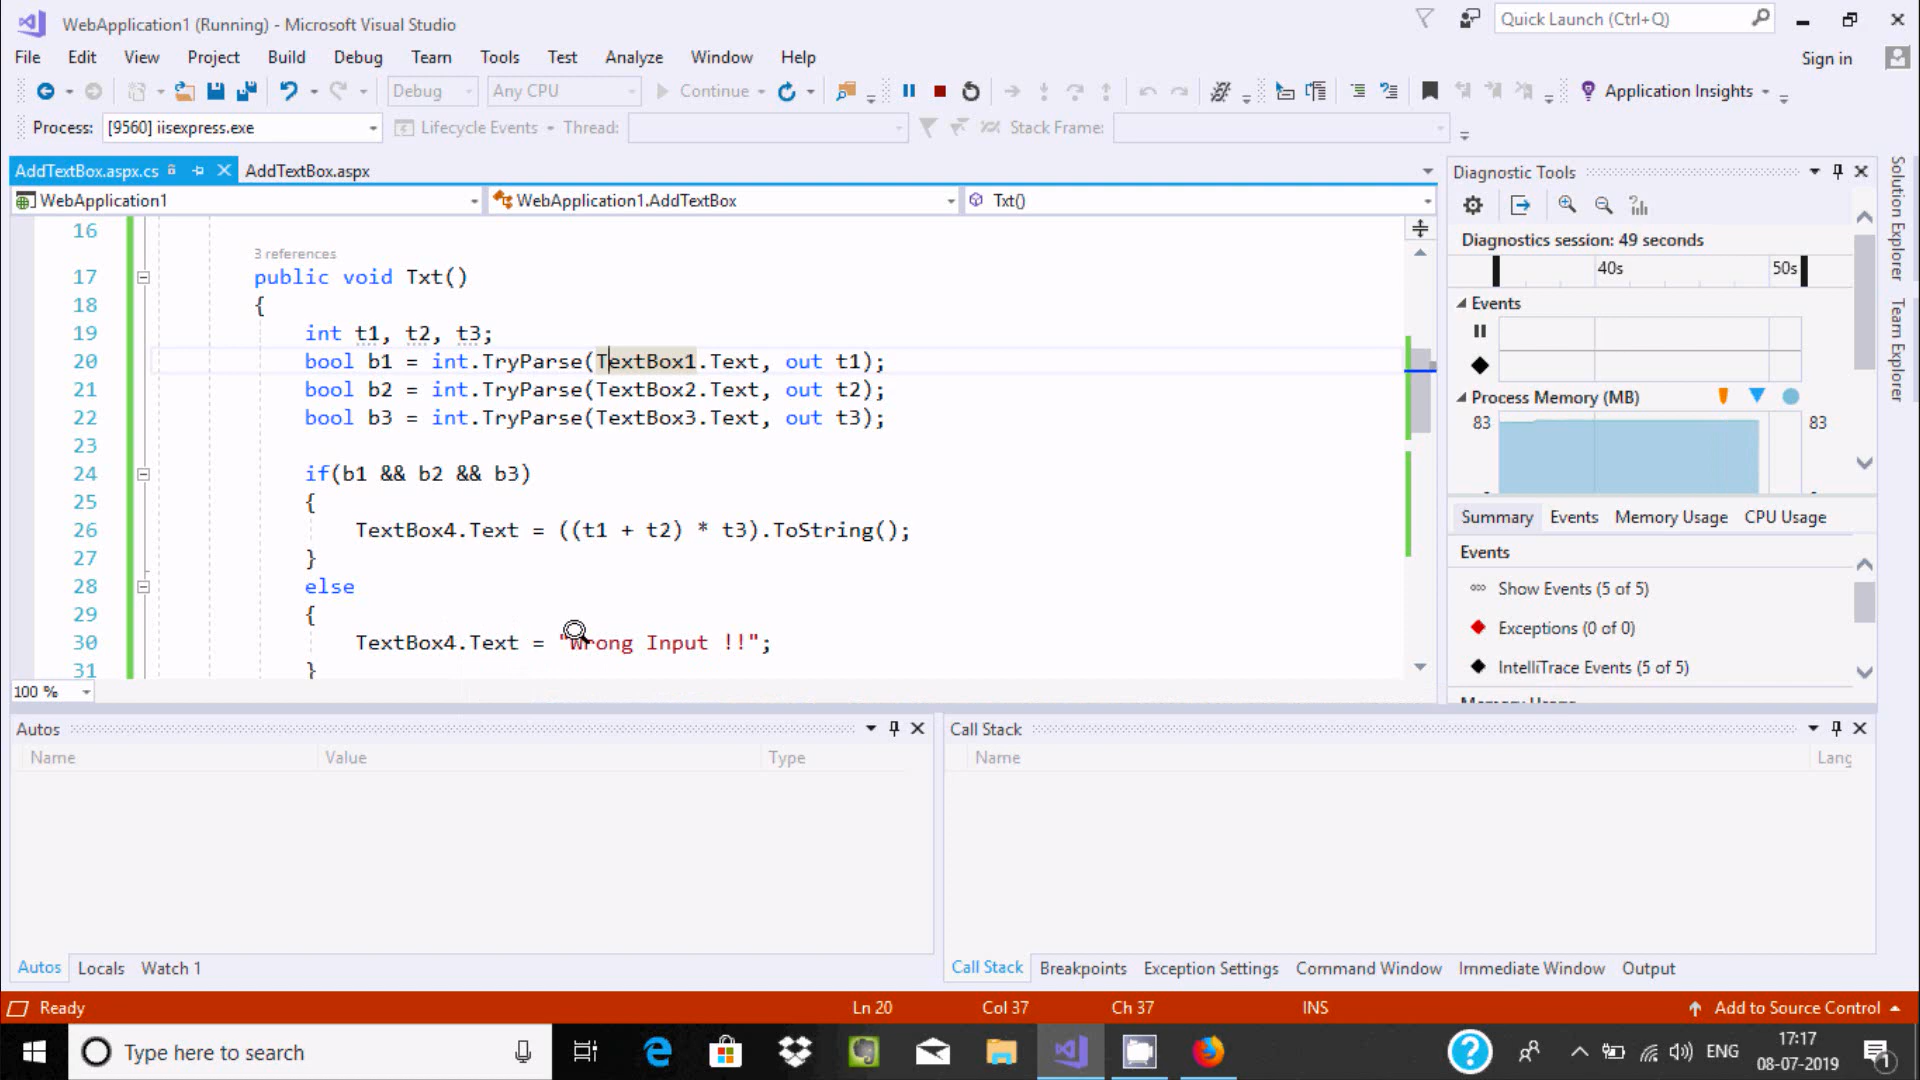 WebApplication1 (Running) - Microsoft Visual Studio
Quick Launch (Ctrl+Q)
File Edit View Project Build Debug Team Tools Test Analyze Window Help
Sign in
Debug Any CPU Continue Application Insights
Process: [9560] iisexpress.exe Lifecycle Events Thread: Stack Frame:
AddTextBox.aspx.cs AddTextBox.aspx
WebApplication1 WebApplication1.AddTextBox Txt()
16
3 references
17 public void Txt()
18 {
19 int t1, t2, t3;
20 bool b1 = int.TryParse(TextBox1.Text, out t1);
21 bool b2 = int.TryParse(TextBox2.Text, out t2);
22 bool b3 = int.TryParse(TextBox3.Text, out t3);
23
24 if(b1 && b2 && b3)
25 {
26 TextBox4.Text = ((t1 + t2) * t3).ToString();
27 }
28 else
29 {
30 TextBox4.Text = "Wrong Input !!";
31 }
100 %
Diagnostic Tools
Diagnostics session: 49 seconds
40s 50s
Events
Process Memory (MB)
83 83
Summary Events Memory Usage CPU Usage
Events
Show Events (5 of 5)
Exceptions (0 of 0)
IntelliTrace Events (5 of 5)
Solution Explorer
Team Explorer
Autos
Name Value Type
Autos Locals Watch 1
Call Stack
Name Lang
Call Stack Breakpoints Exception Settings Command Window Immediate Window Output
Ready Ln 20 Col 37 Ch 37 INS Add to Source Control
Type here to search
ENG
17:17
08-07-2019
1